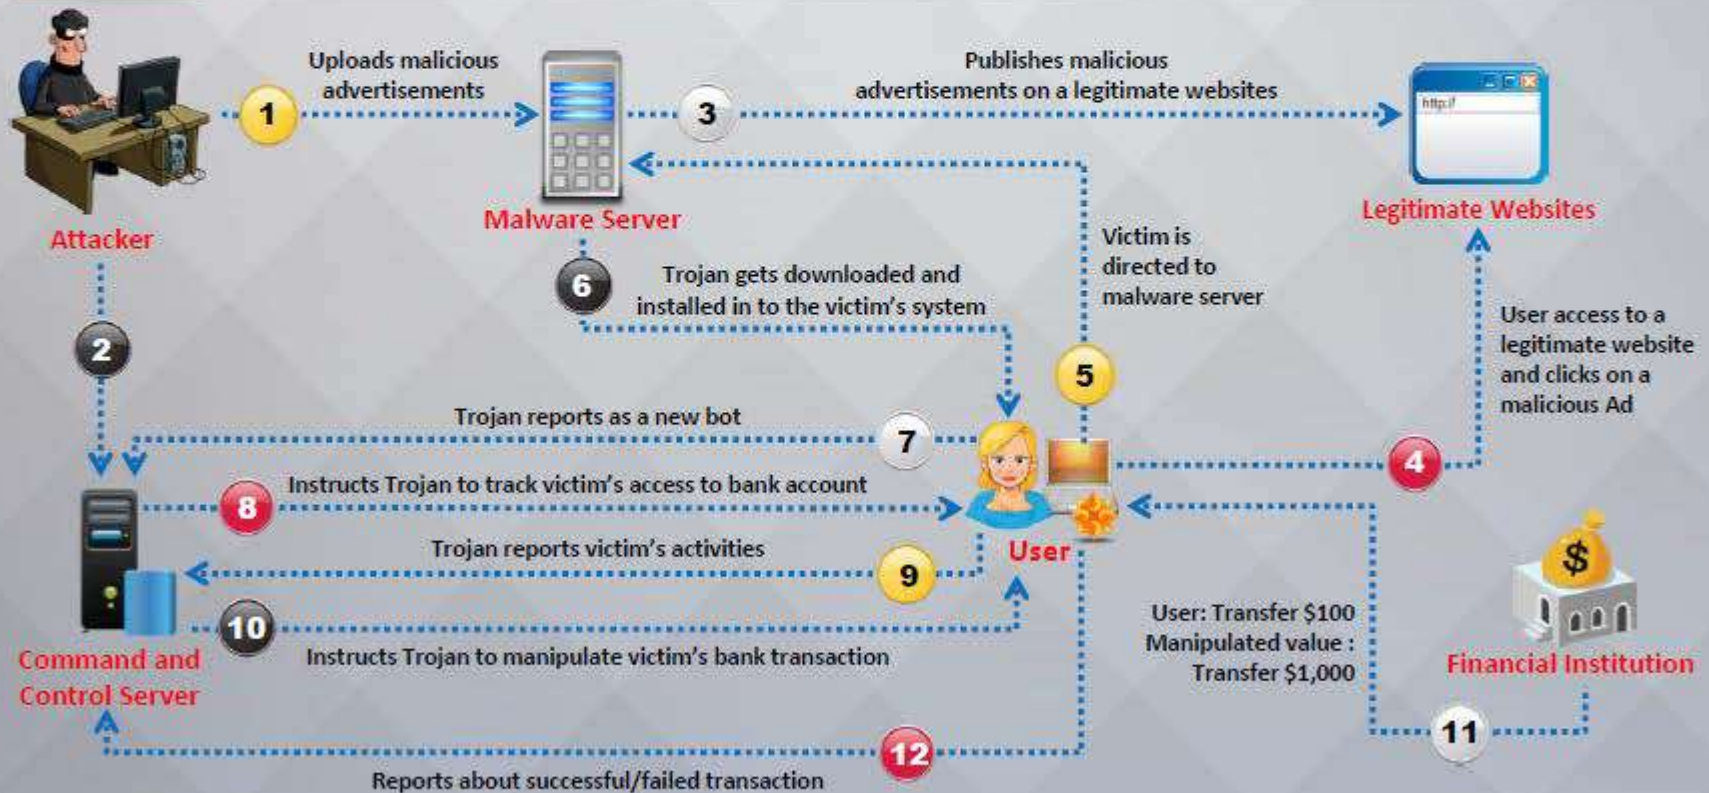 Uploads malicious
advertisements
1
Publishes malicious
advertisements on a legitimate websites
3
http://
Attacker
Malware Server
Legitimate Websites
Victim is
directed to
malware server
6
Trojan gets downloaded and
installed in to the victim's system
User access to a
legitimate website
and clicks on a
malicious Ad
2
5
Trojan reports as a new bot
7
4
8
Instructs Trojan to track victim's access to bank account
Trojan reports victim's activities
9
User
$
10
Instructs Trojan to manipulate victim's bank transaction
User: Transfer $100
Manipulated value :
Transfer $1,000
Command and
Control Server
Financial Institution
11
12
Reports about successful/failed transaction